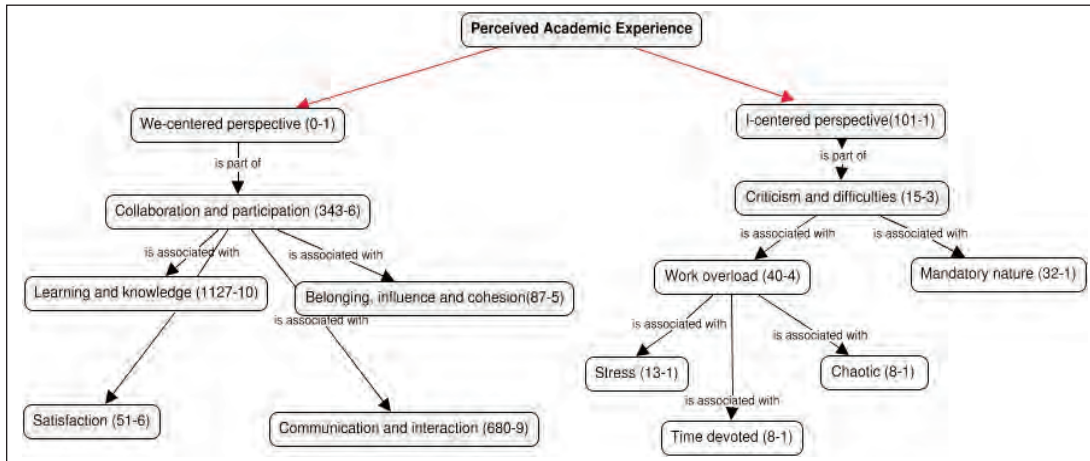 Perceived Academic Experience
We-centered perspective (0-1)
I-centered perspective(101-1)
is part of
is part of
Collaboration and participation (343-6)
Criticism and difficulties (15-3)
is associated with
is associated with
is associated with
is associated with
Learning and knowledge (1127-10)
Belonging, influence and cohesion(87-5)
Work overload (40-4)
Mandatory nature (32-1)
is associated with
is associated with
is associated with
Stress (13-1)
Chaotic (8-1)
is associated with
Satisfaction (51-6)
Communication and interaction (680-9)
Time devoted (8-1)